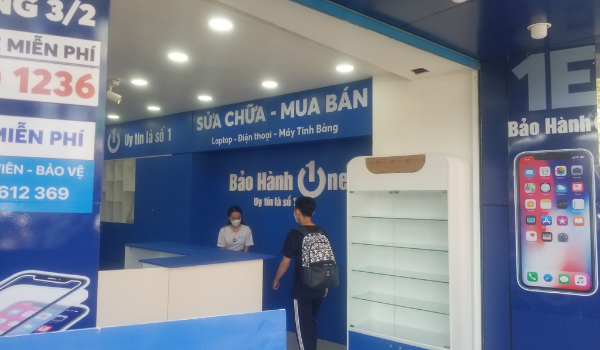 NG 3/2
MIỄN PHÍ
1236
MIỄN PHÍ
VIÊN - BẢO VỆ
612 369
Uy tín là số 1
SỬA CHỮA - MUA BÁN
Laptop - Điện thoại - Máy Tính Bảng
Bảo Hành One
Uy tín là số
1E
Bảo Hành